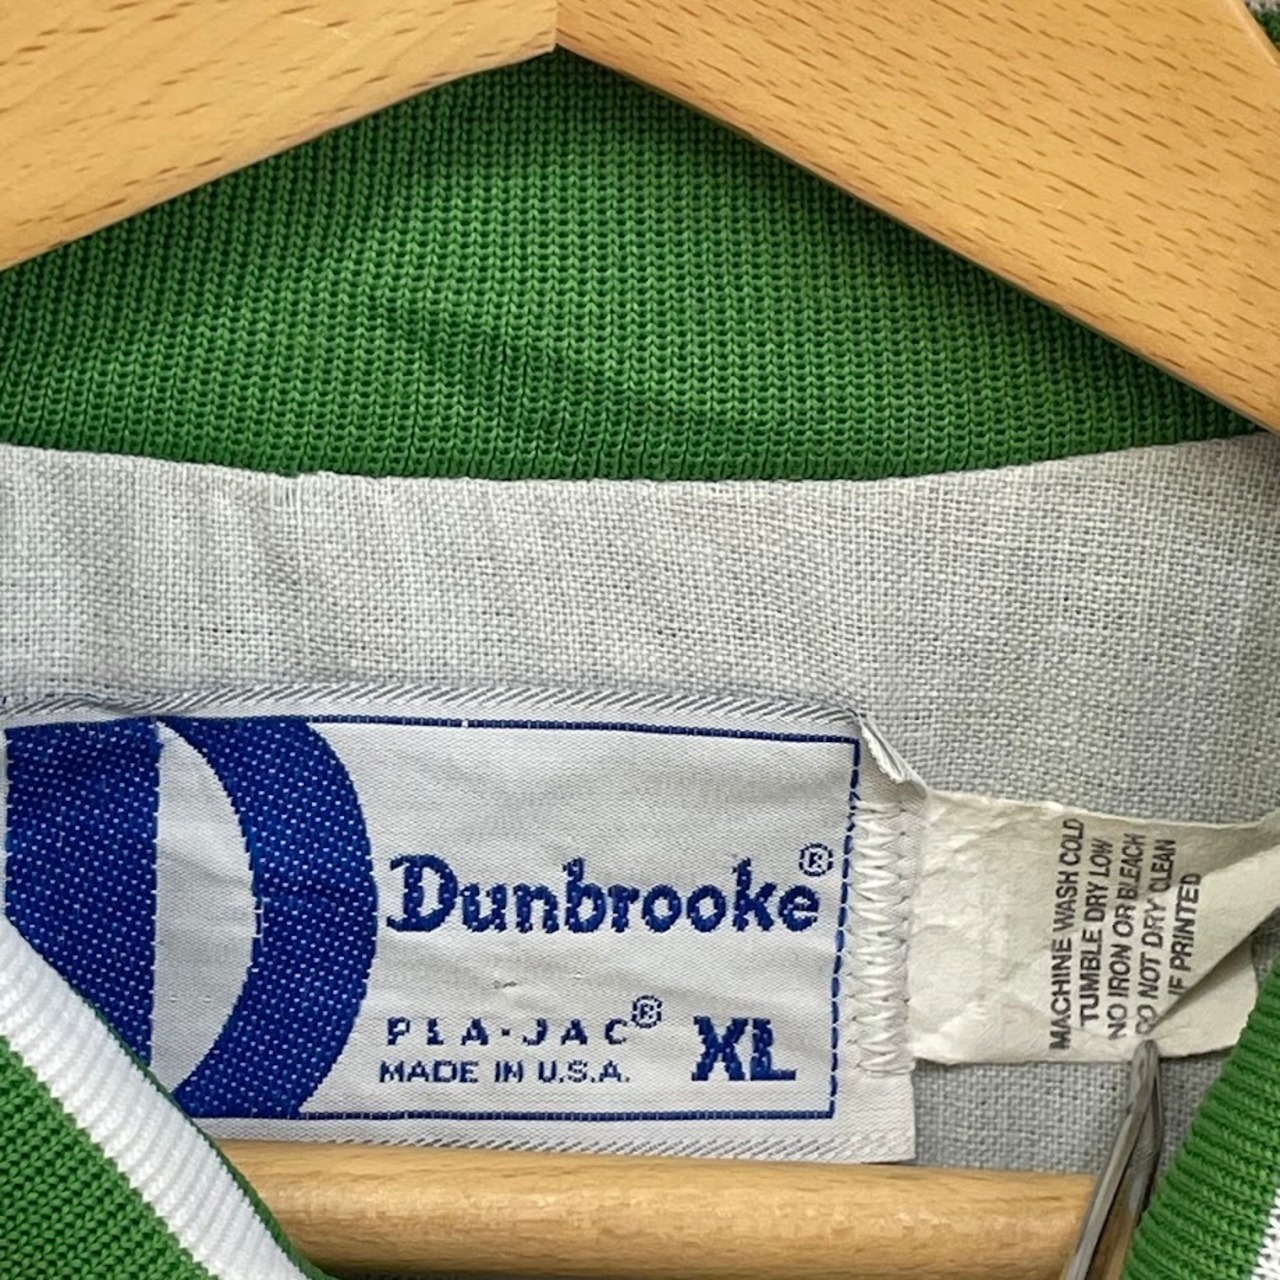 Dunbrooke®
PLA-JAC® XL
MADE IN U.S.A.
MACHINE WASH COLD
TUMBLE DRY LOW
NO IRON OR BLEACH
DO NOT DRY CLEAN
IF PRINTED